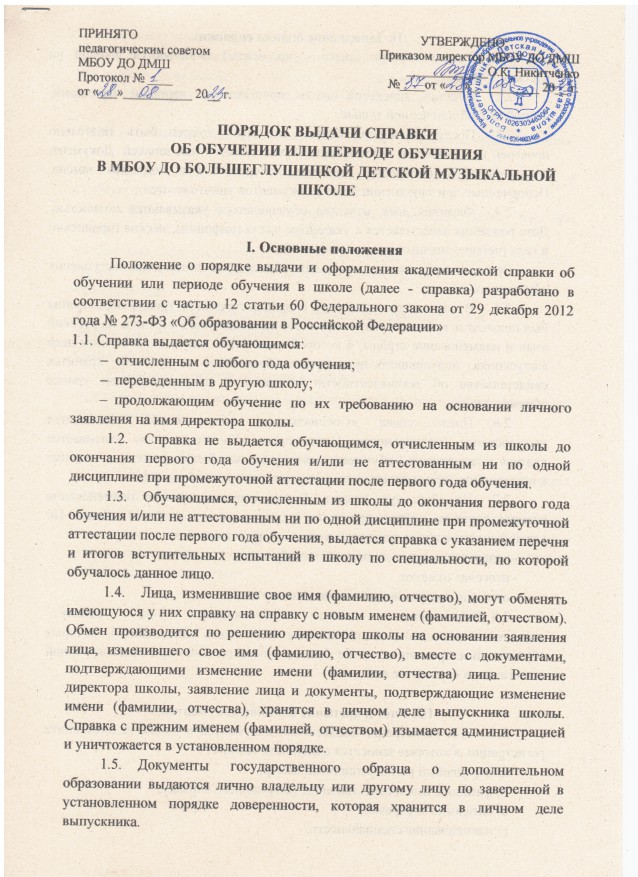 ПРИНЯТО
педагогическим советом
МБОУ ДО ДМШ
Протокол № 1
от «28» 08 20 г.
УТВЕРЖДЕНО
Приказом директор МБОУ ДО ДМШ
О.К. Никитченко
№ 37 от «28»
ПОРЯДОК ВЫДАЧИ СПРАВКИ
ОБ ОБУЧЕНИИ ИЛИ ПЕРИОДЕ ОБУЧЕНИЯ
В МБОУ ДО БОЛЬШЕГЛУШИЦКОЙ ДЕТСКОЙ МУЗЫКАЛЬНОЙ
ШКОЛЕ
I. Основные положения
Положение о порядке выдачи и оформления академической справки об
обучении или периоде обучения в школе (далее - справка) разработано в
соответствии с частью 12 статьи 60 Федерального закона от 29 декабря 2012
года № 273-ФЗ «Об образовании в Российской Федерации»
1.1. Справка выдается обучающимся:
– отчисленным с любого года обучения;
– переведенным в другую школу;
– продолжающим обучение по их требованию на основании личного
заявления на имя директора школы.
1.2. Справка не выдается обучающимся, отчисленным из школы до
окончания первого года обучения и/или не аттестованным ни по одной
дисциплине при промежуточной аттестации после первого года обучения.
1.3. Обучающимся, отчисленным из школы до окончания первого года
обучения и/или не аттестованным ни по одной дисциплине при промежуточной
аттестации после первого года обучения, выдается справка с указанием перечня
и итогов вступительных испытаний в школу по специальности, по которой
обучалось данное лицо.
1.4. Лица, изменившие свое имя (фамилию, отчество), могут обменять
имеющуюся у них справку на справку с новым именем (фамилией, отчеством).
Обмен производится по решению директора школы на основании заявления
лица, изменившего свое имя (фамилию, отчество), вместе с документами,
подтверждающими изменение имени (фамилии, отчества) лица. Решение
директора школы, заявление лица и документы, подтверждающие изменение
имени (фамилии, отчества), хранятся в личном деле выпускника школы.
Справка с прежним именем (фамилией, отчеством) изымается администрацией
и уничтожается в установленном порядке.
1.5. Документы государственного образца о дополнительном
образовании выдаются лично владельцу или другому лицу по заверенной в
установленном порядке доверенности, которая хранится в личном деле
выпускника.